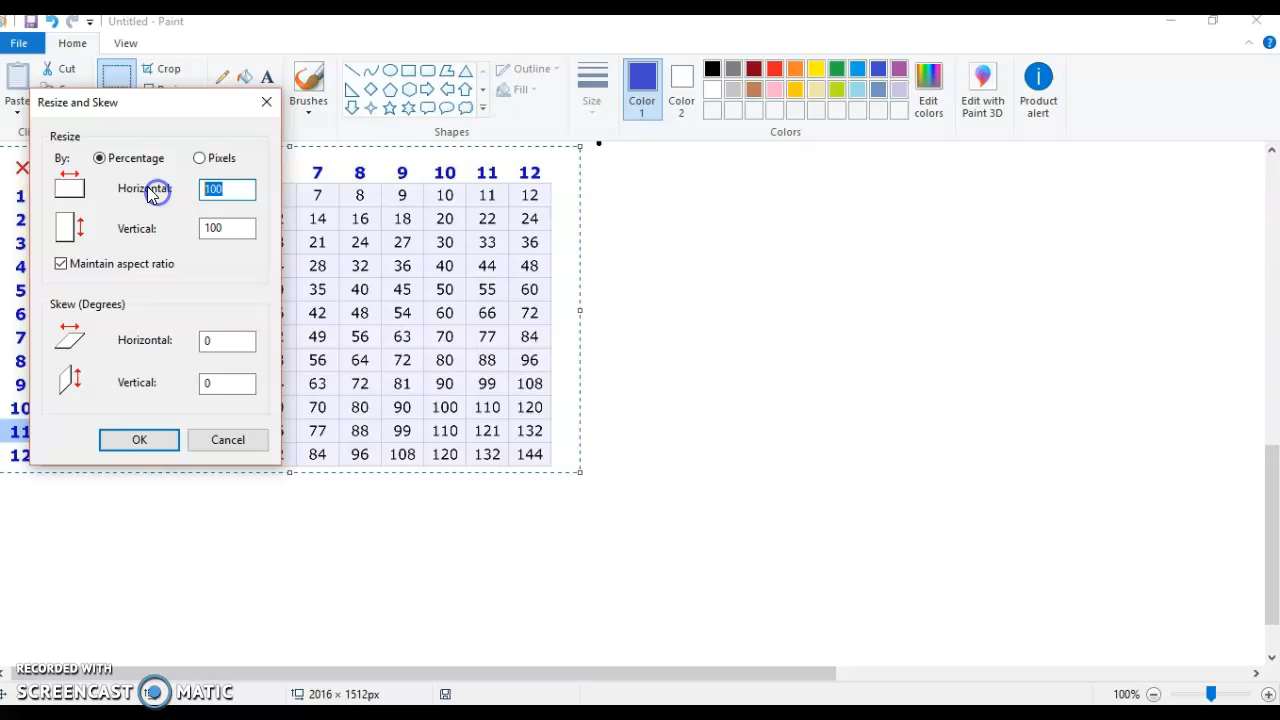 Untitled - Paint
File Home View
Cut Crop
Paste
Brushes
Outline
Fill
Shapes
Size
Color 1
Color 2
Edit colors
Edit with Paint 3D
Product alert
Colors
Resize and Skew
Resize
By: Percentage Pixels
Horizontal: 100
Vertical: 100
Maintain aspect ratio
Skew (Degrees)
Horizontal: 0
Vertical: 0
OK Cancel
7 8 9 10 11 12
1 7 8 9 10 11 12
2 14 16 18 20 22 24
3 21 24 27 30 33 36
4 28 32 36 40 44 48
5 35 40 45 50 55 60
6 42 48 54 60 66 72
7 49 56 63 70 77 84
8 56 64 72 80 88 96
9 63 72 81 90 99 108
10 70 80 90 100 110 120
11 77 88 99 110 121 132
12 84 96 108 120 132 144
RECORDED WITH
SCREENCAST MATIC
2016 × 1512px
100%